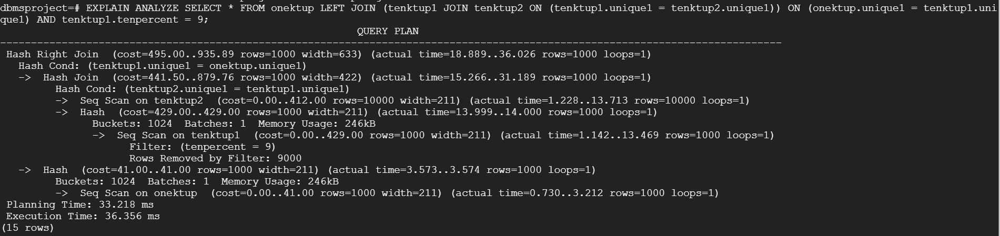 dbmsproject=# EXPLAIN ANALYZE SELECT * FROM onektup LEFT JOIN (tenktup1 JOIN tenktup2 ON (tenktup1.unique1 = tenktup2.unique1)) ON (onektup.unique1 = tenktup1.uni
que1) AND tenktup1.tenpercent = 9;
QUERY PLAN
-----------------------------------------------------------------------------------------------------------------------------
Hash Right Join  (cost=495.00..935.89 rows=1000 width=633) (actual time=18.889..36.026 rows=1000 loops=1)
  Hash Cond: (tenktup1.unique1 = onektup.unique1)
  ->  Hash Join  (cost=441.50..879.76 rows=1000 width=422) (actual time=15.266..31.189 rows=1000 loops=1)
        Hash Cond: (tenktup2.unique1 = tenktup1.unique1)
        ->  Seq Scan on tenktup2  (cost=0.00..412.00 rows=10000 width=211) (actual time=1.228..13.713 rows=10000 loops=1)
        ->  Hash  (cost=429.00..429.00 rows=1000 width=211) (actual time=13.999..14.000 rows=1000 loops=1)
              Buckets: 1024  Batches: 1  Memory Usage: 246kB
              ->  Seq Scan on tenktup1  (cost=0.00..429.00 rows=1000 width=211) (actual time=1.142..13.469 rows=1000 loops=1)
                    Filter: (tenpercent = 9)
                    Rows Removed by Filter: 9000
  ->  Hash  (cost=41.00..41.00 rows=1000 width=211) (actual time=3.573..3.574 rows=1000 loops=1)
        Buckets: 1024  Batches: 1  Memory Usage: 246kB
        ->  Seq Scan on onektup  (cost=0.00..41.00 rows=1000 width=211) (actual time=0.730..3.212 rows=1000 loops=1)
Planning Time: 33.218 ms
Execution Time: 36.356 ms
(15 rows)